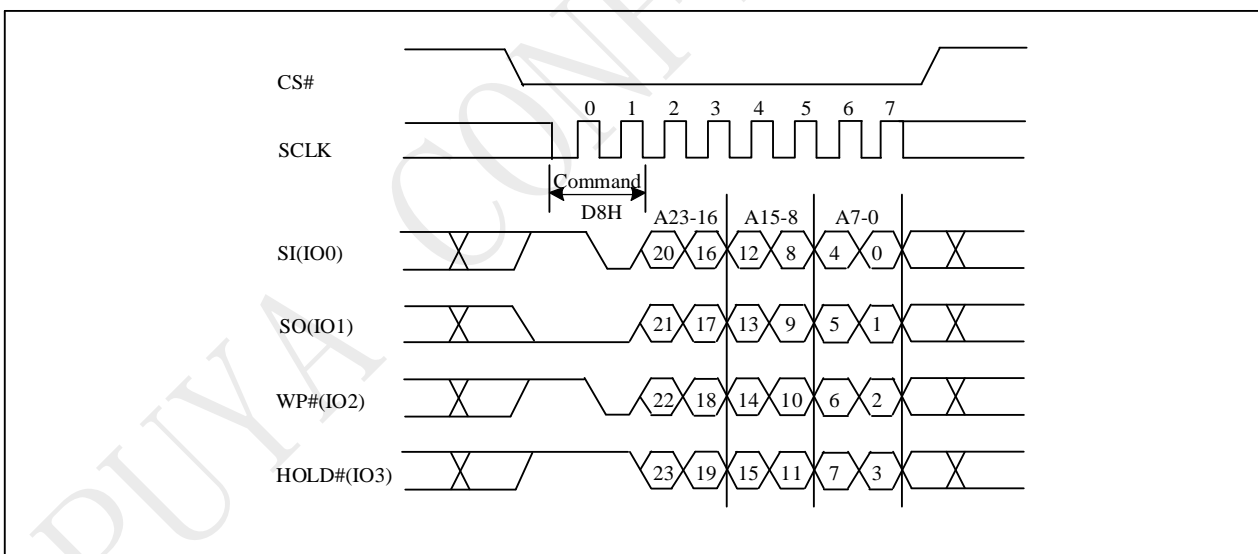 PUYA CONF
CS#
0 1 2 3 4 5 6 7
SCLK
Command
D8H
A23-16 A15-8 A7-0
SI(IO0) 20 16 12 8 4 0
SO(IO1) 21 17 13 9 5 1
WP#(IO2) 22 18 14 10 6 2
HOLD#(IO3) 23 19 15 11 7 3